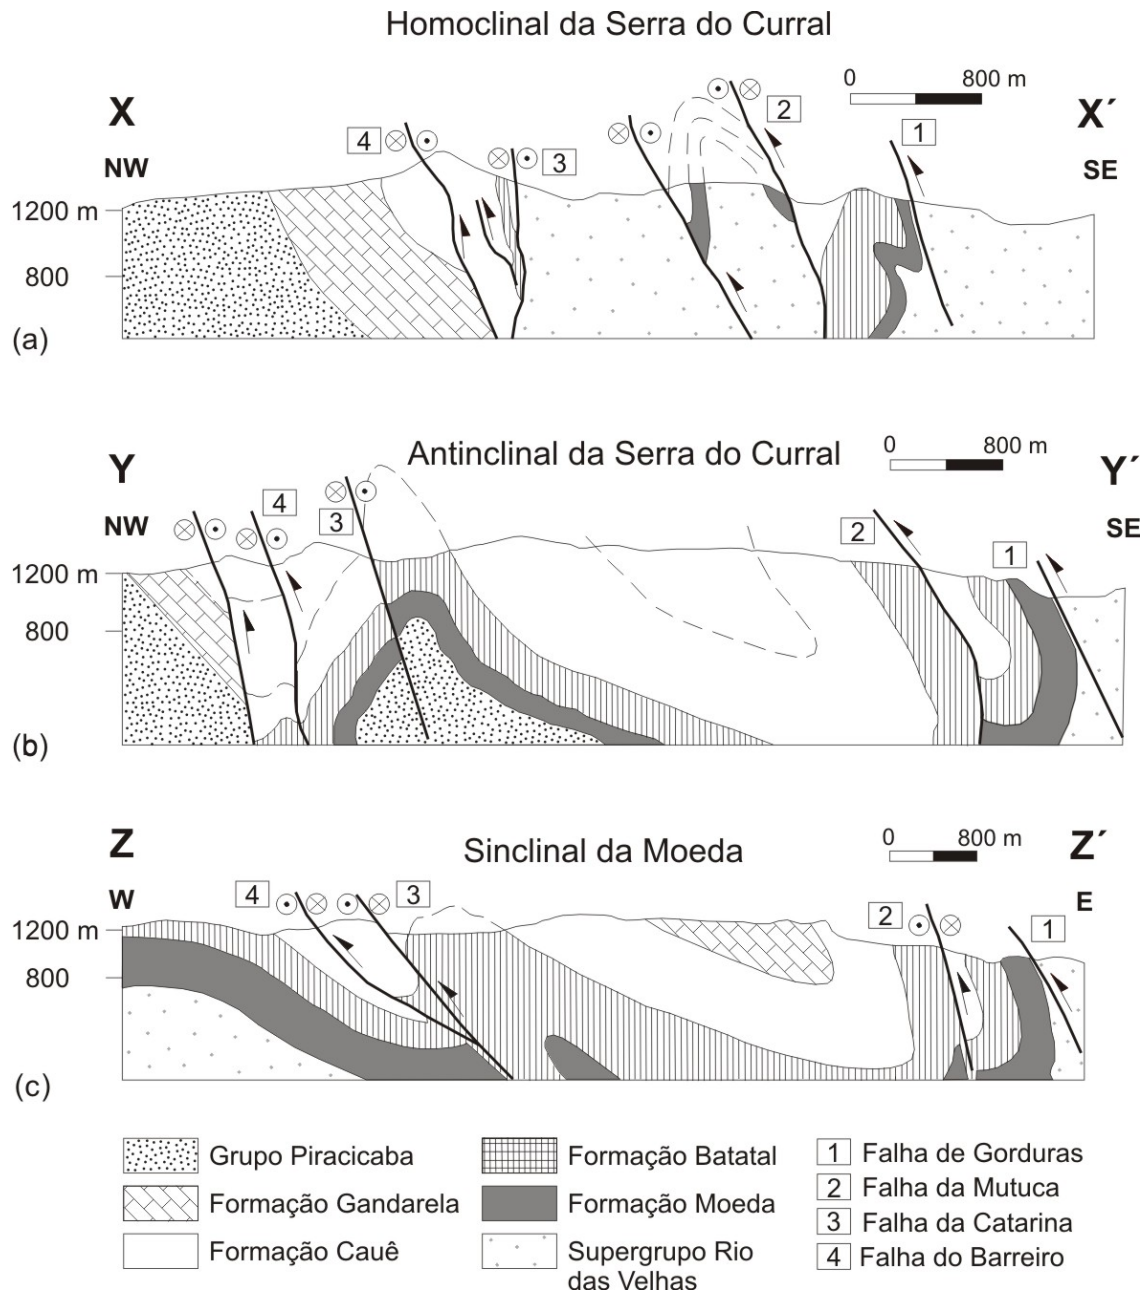 Homoclinal da Serra do Curral
0 800 m
X X´
NW SE
4 3 2 1
1200 m
800
(a)
Antinclinal da Serra do Curral
0 800 m
Y Y´
NW SE
4 3 2 1
1200 m
800
(b)
Sinclinal da Moeda
0 800 m
Z Z´
W E
4 3 2 1
1200 m
800
(c)
Grupo Piracicaba
Formação Gandarela
Formação Cauê
Formação Batatal
Formação Moeda
Supergrupo Rio
das Velhas
1 Falha de Gorduras
2 Falha da Mutuca
3 Falha da Catarina
4 Falha do Barreiro